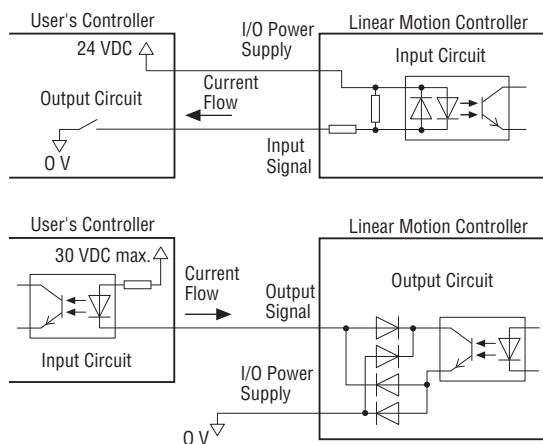 User's Controller
Linear Motion Controller
24 VDC
I/O Power
Supply
Input Circuit
Output Circuit
Current
Flow
0 V
Input
Signal
User's Controller
Linear Motion Controller
30 VDC max.
Current
Flow
Output
Signal
Output Circuit
Input Circuit
I/O Power
Supply
0 V